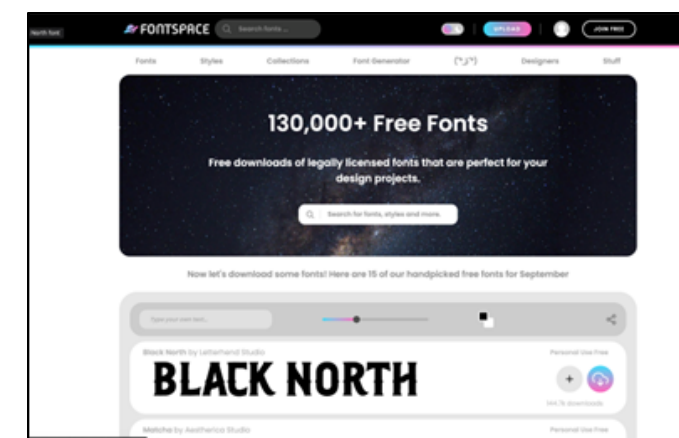 North font
FONTSPACE
Search fonts ...
UPLOAD
JOIN FREE
Fonts
Styles
Collections
Font Generator
Designers
Stuff
130,000+ Free Fonts
Free downloads of legally licensed fonts that are perfect for your
design projects.
Search for fonts, styles and more.
Now let's download some fonts! Here are 15 of our handpicked free fonts for September
Type your own text...
Black North by Letterhend Studio
Personal Use Free
BLACK NORTH
+
144.7k downloads
Matcha by Aestherica Studio
Personal Use Free